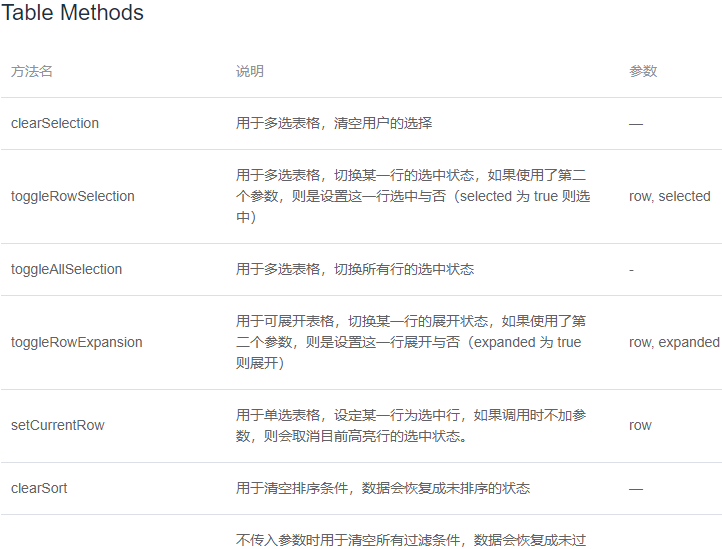 Table Methods
方法名 说明 参数
clearSelection 用于多选表格，清空用户的选择 —
用于多选表格，切换某一行的选中状态，如果使用了第二
toggleRowSelection 个参数，则是设置这一行选中与否（selected 为 true 则选 row, selected
中）
toggleAllSelection 用于多选表格，切换所有行的选中状态 -
用于可展开表格，切换某一行的展开状态，如果使用了第
toggleRowExpansion 二个参数，则是设置这一行展开与否（expanded 为 true row, expanded
则展开）
用于单选表格，设定某一行为选中行，如果调用时不加参
setCurrentRow 数，则会取消目前高亮行的选中状态。 row
clearSort 用于清空排序条件，数据会恢复成未排序的状态 —
不传入参数时用于清空所有过滤条件，数据会恢复成未过